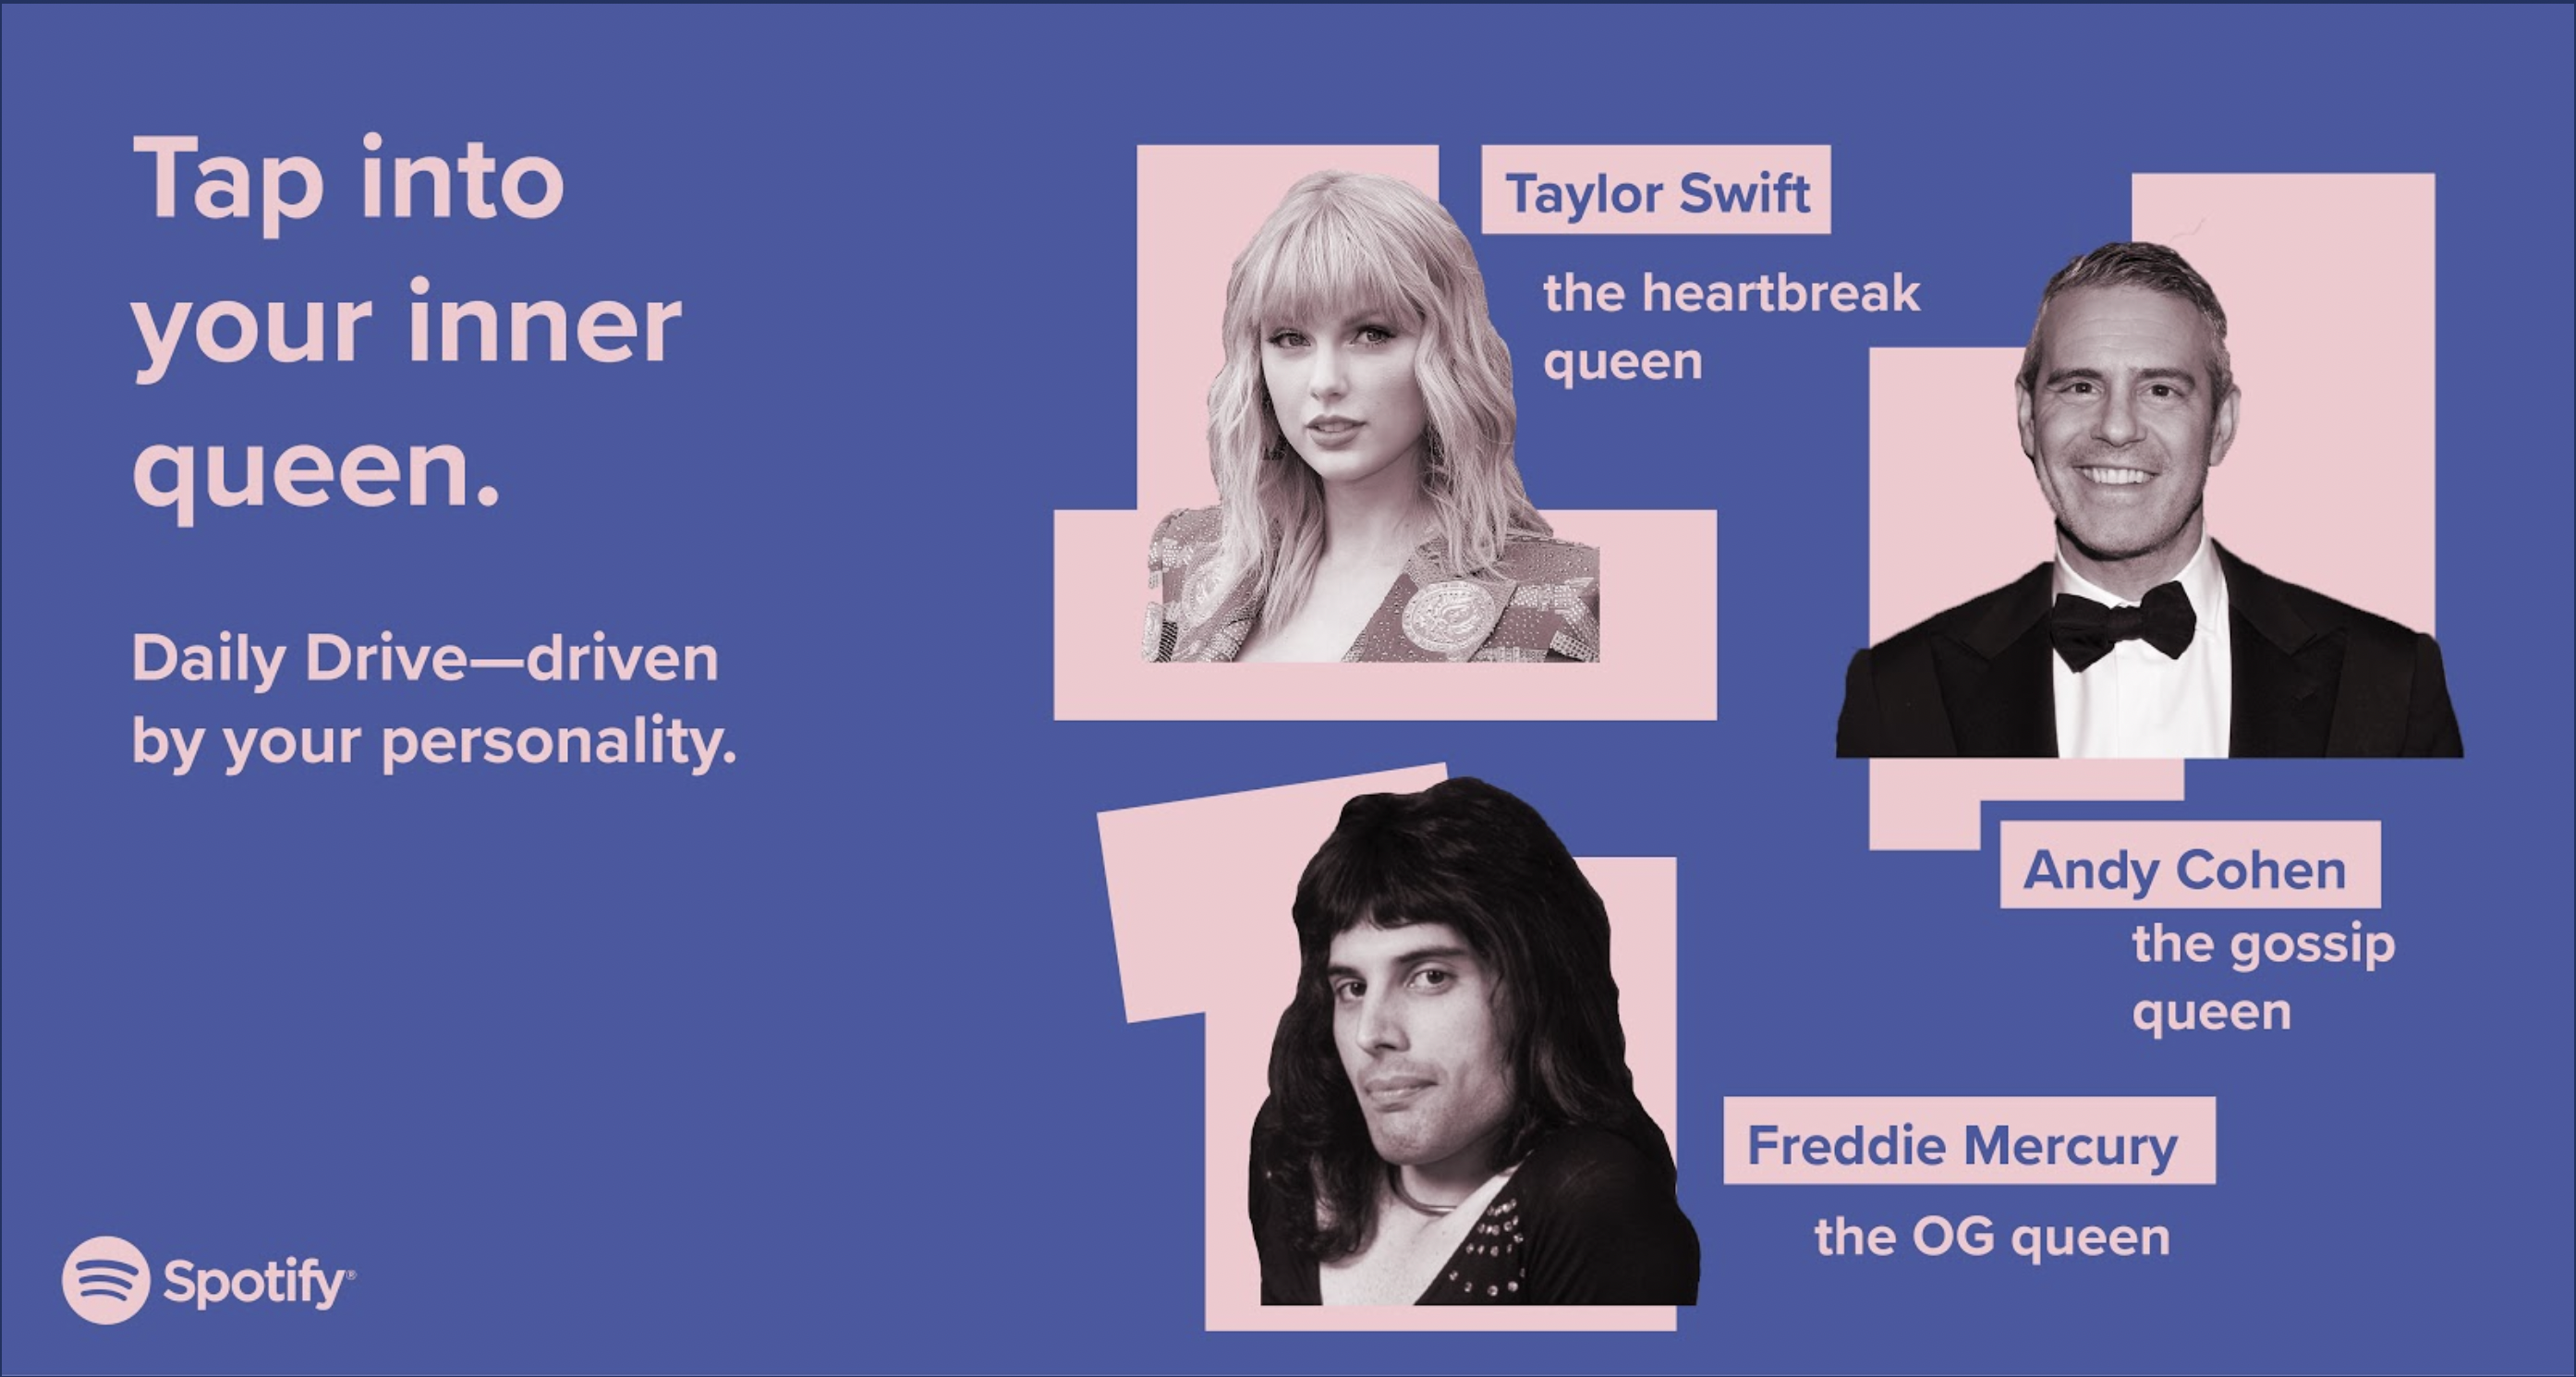 Tap into
your inner
queen.
Daily Drive—driven
by your personality.
Taylor Swift
the heartbreak
queen
Andy Cohen
the gossip
queen
Freddie Mercury
the OG queen
Spotify®